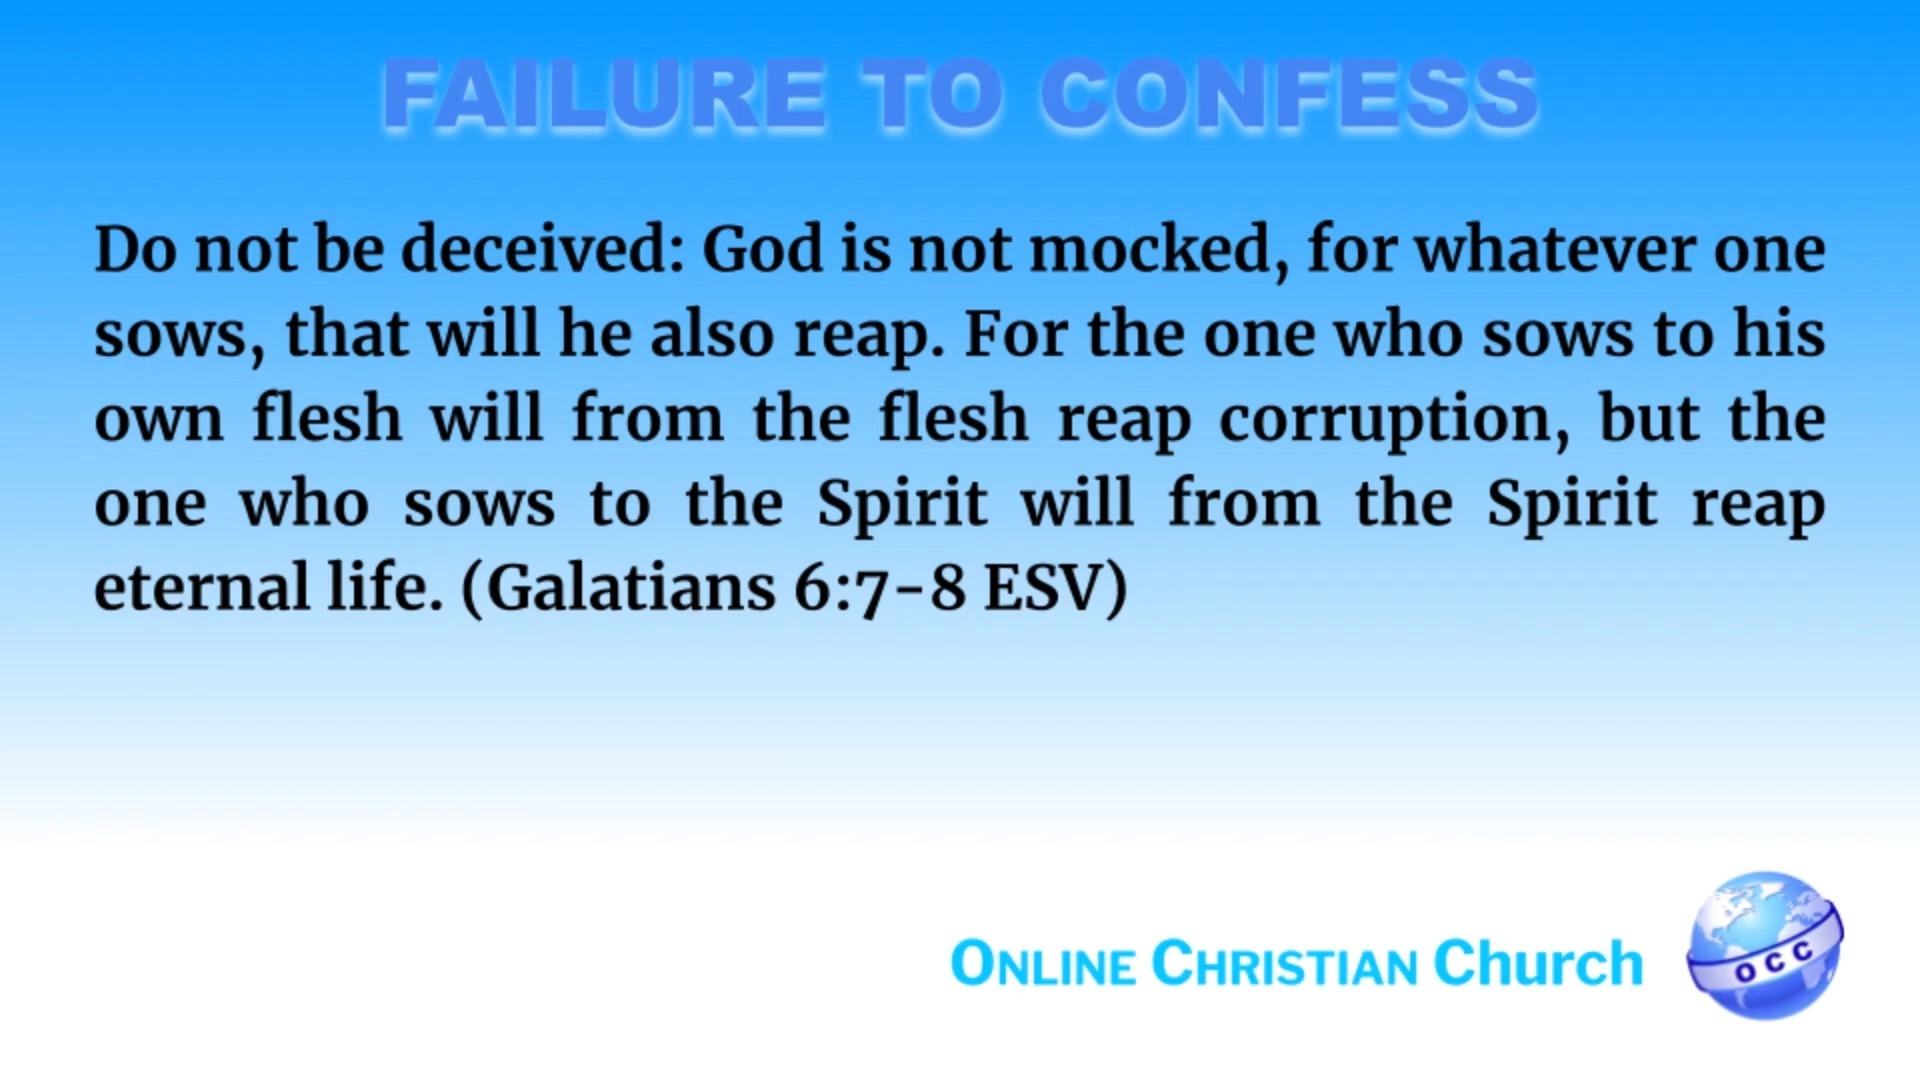 FAILURE TO CONFESS
Do not be deceived: God is not mocked, for whatever one
sows, that will he also reap. For the one who sows to his
own flesh will from the flesh reap corruption, but the
one who sows to the Spirit will from the Spirit reap
eternal life. (Galatians 6:7-8 ESV)
ONLINE CHRISTIAN Church
OCC